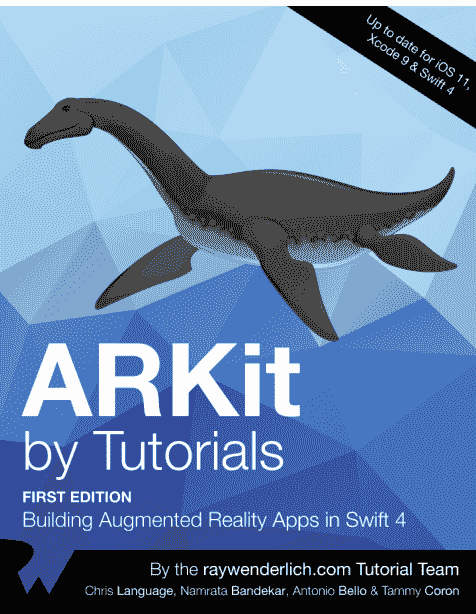 Up to date for iOS 11,
Xcode 9 & Swift 4
ARKit
by Tutorials
FIRST EDITION
Building Augmented Reality Apps in Swift 4
By the raywenderlich.com Tutorial Team
Chris Language, Namrata Bandekar, Antonio Bello & Tammy Coron